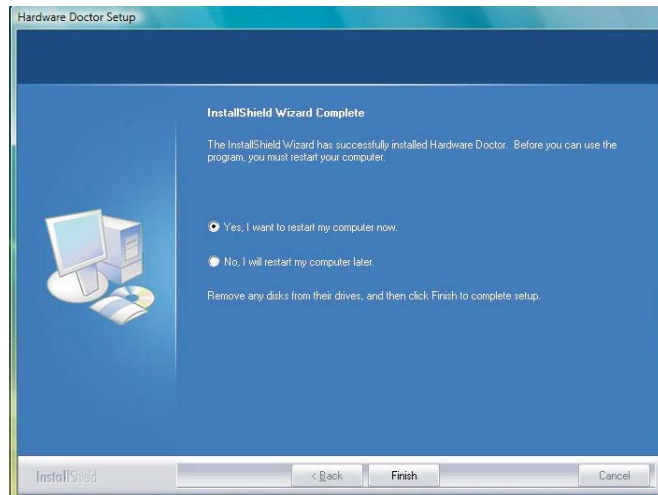 Hardware Doctor Setup
InstallShield Wizard Complete
The InstallShield Wizard has successfully installed Hardware Doctor. Before you can use the
program, you must restart your computer.
Yes, I want to restart my computer now.
No, I will restart my computer later.
Remove any disks from their drives, and then click Finish to complete setup.
InstallShield
< Back
Finish
Cancel